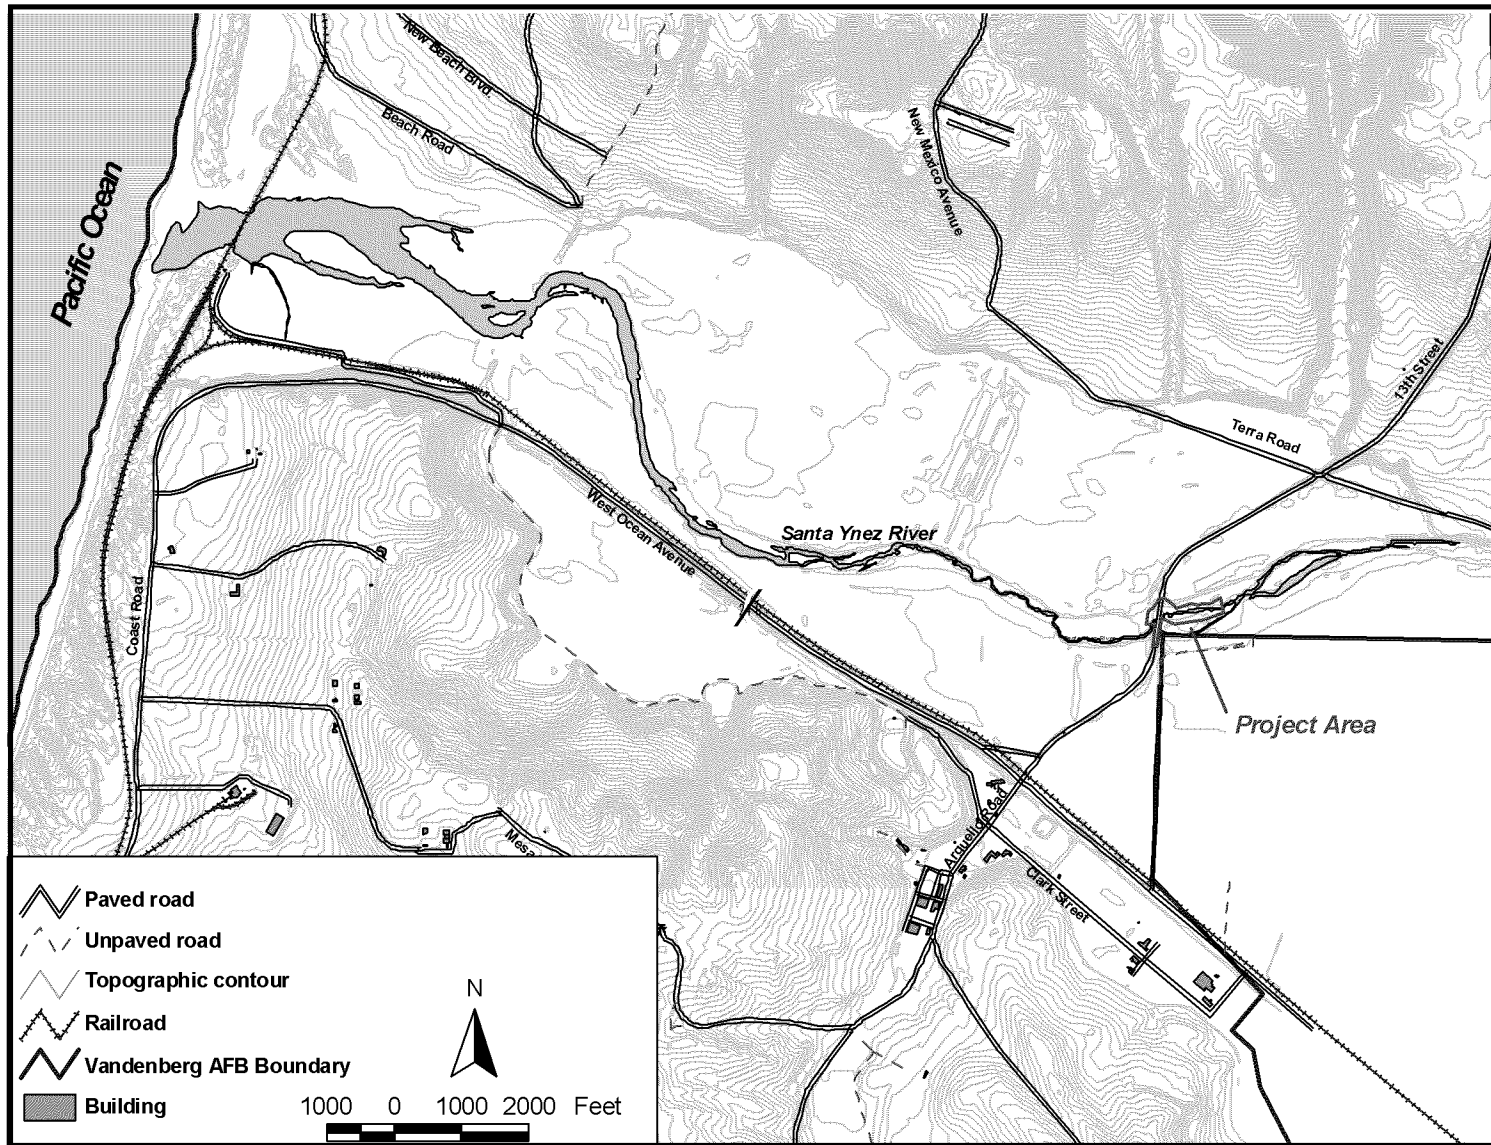 New Beach Blvd.
Beach Road
New Mexico Avenue
Pacific Ocean
13th Street
Terra Road
West Ocean Avenue
Santa Ynez River
Coast Road
Project Area
Mesa
Arguello Road
Clark Street
Paved road
Unpaved road
Topographic contour
Railroad
Vandenberg AFB Boundary
Building
N
1000 0 1000 2000 Feet